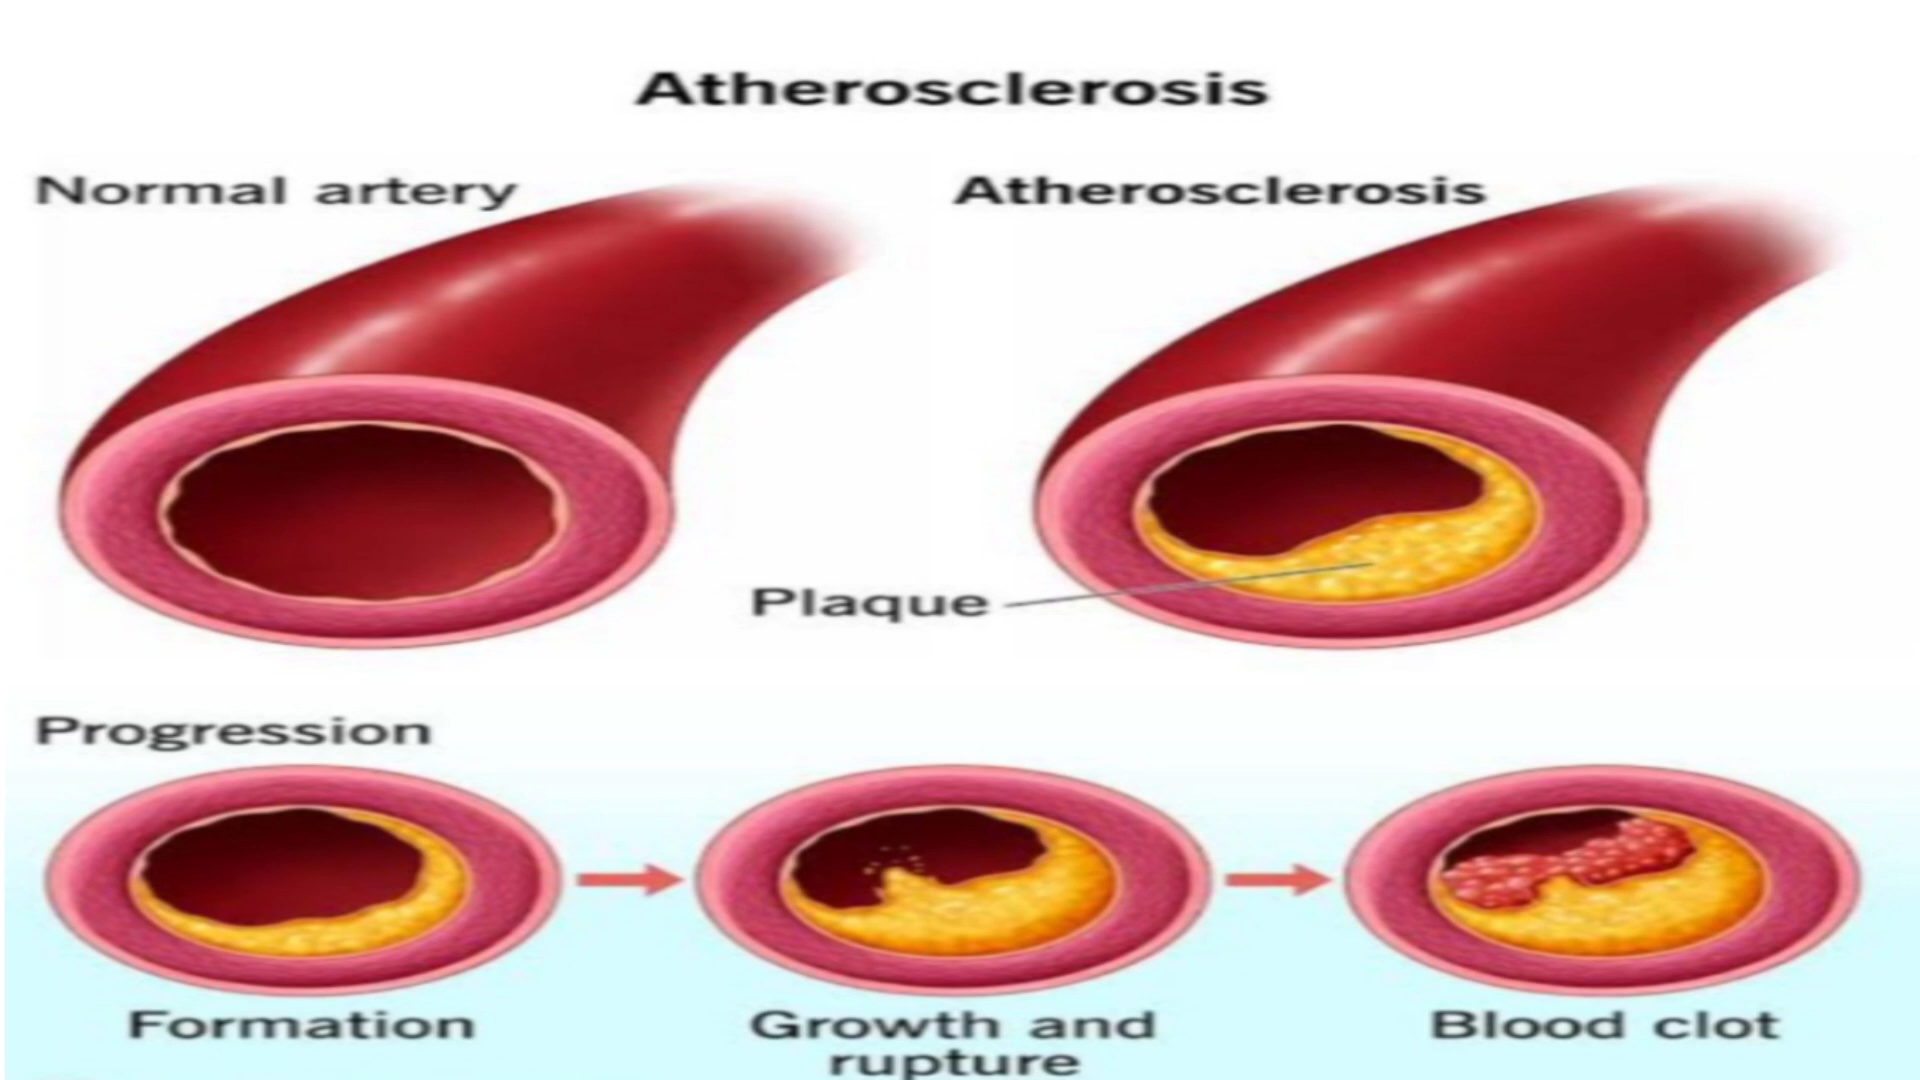 Atherosclerosis
Normal artery
Atherosclerosis
Plaque
Progression
Formation
Growth and
rupture
Blood clot